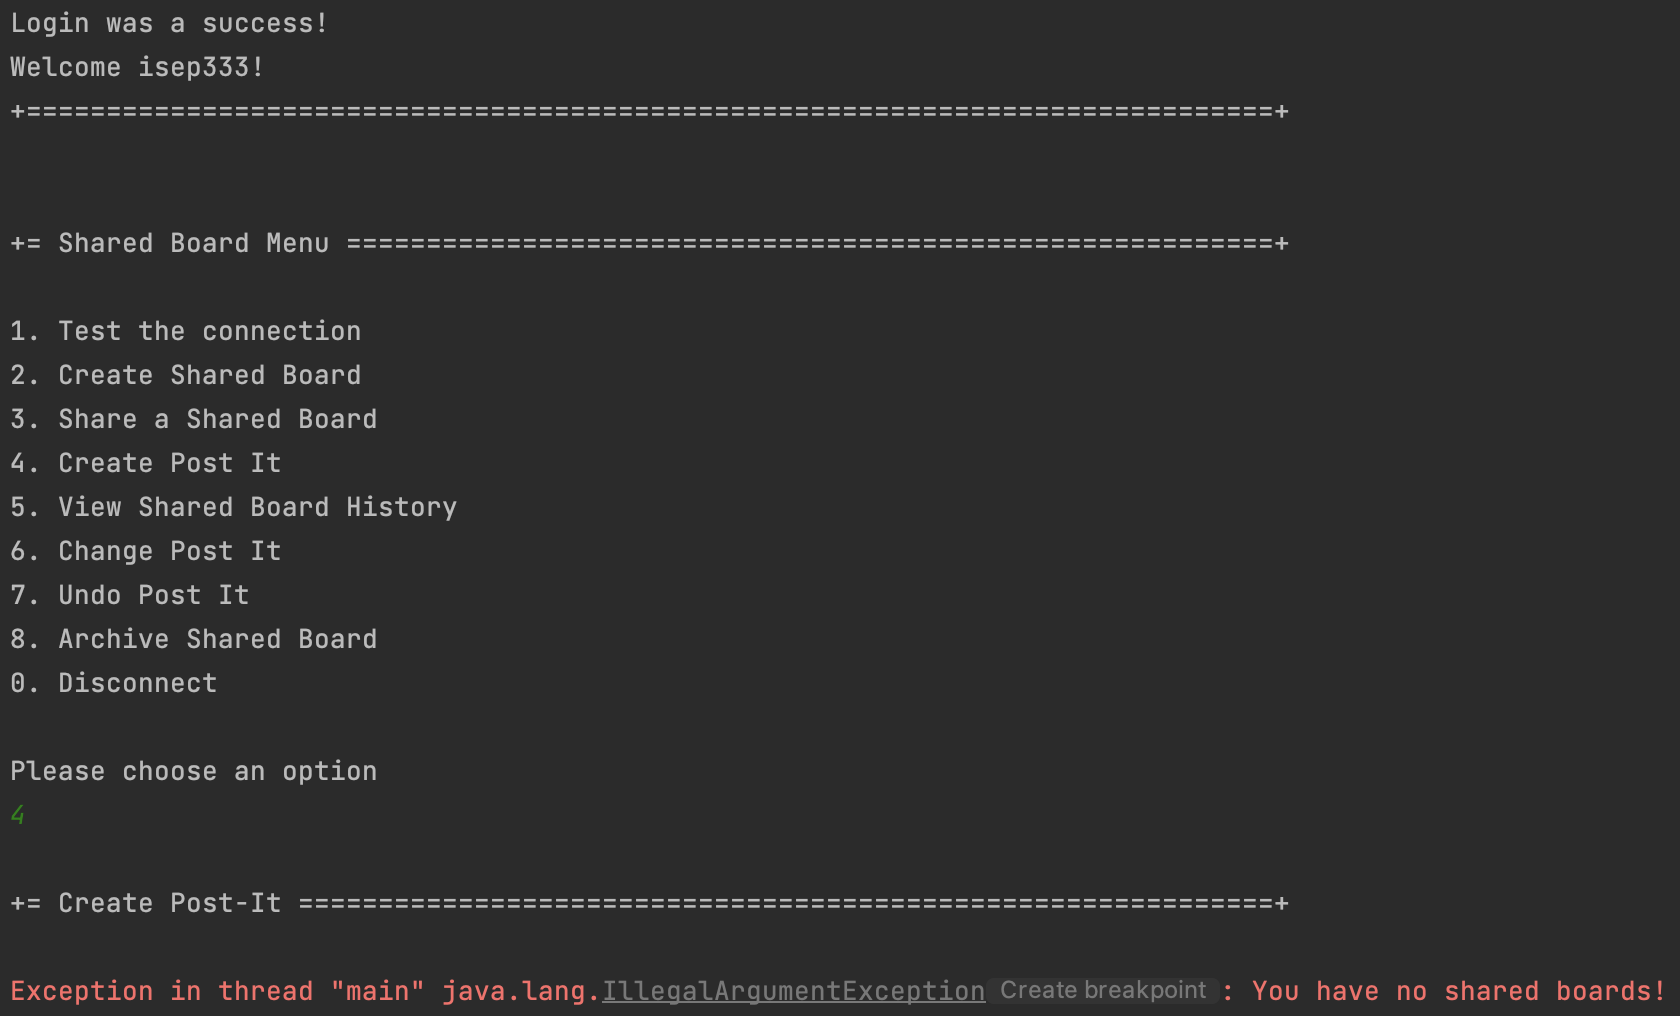 Login was a success!
Welcome isep333!
+==============================================================================+
+= Shared Board Menu ==========================================================+
1. Test the connection
2. Create Shared Board
3. Share a Shared Board
4. Create Post It
5. View Shared Board History
6. Change Post It
7. Undo Post It
8. Archive Shared Board
0. Disconnect
Please choose an option
4
+= Create Post-It =============================================================+
Exception in thread "main" java.lang.IllegalArgumentException Create breakpoint : You have no shared boards!